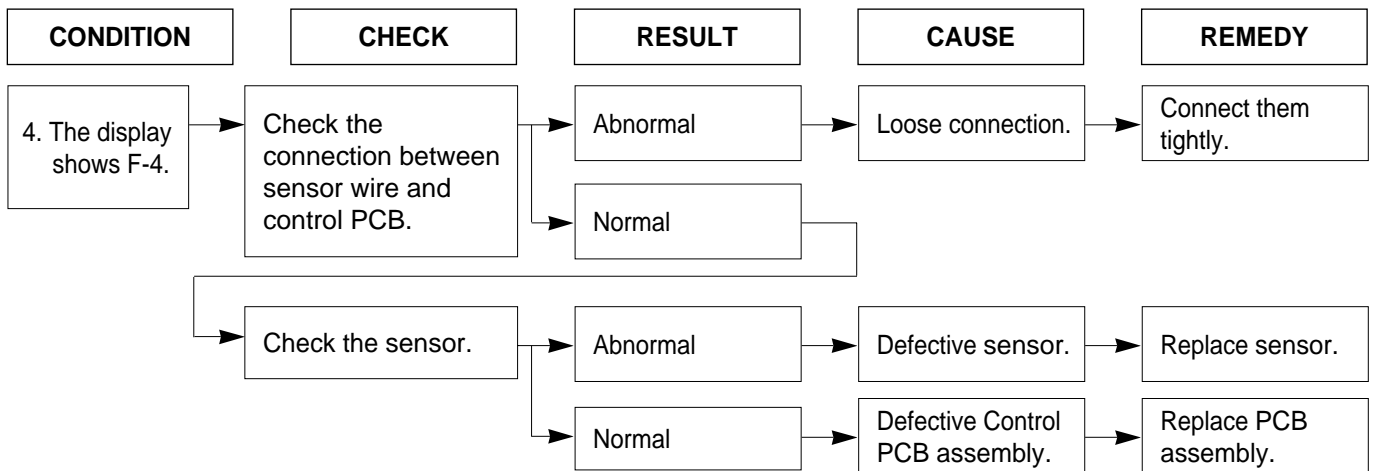 CONDITION
CHECK
RESULT
CAUSE
REMEDY
4. The display
shows F-4.
Check the
connection between
sensor wire and
control PCB.
Abnormal
Loose connection.
Connect them
tightly.
Normal
Check the sensor.
Abnormal
Defective sensor.
Replace sensor.
Normal
Defective Control
PCB assembly.
Replace PCB
assembly.